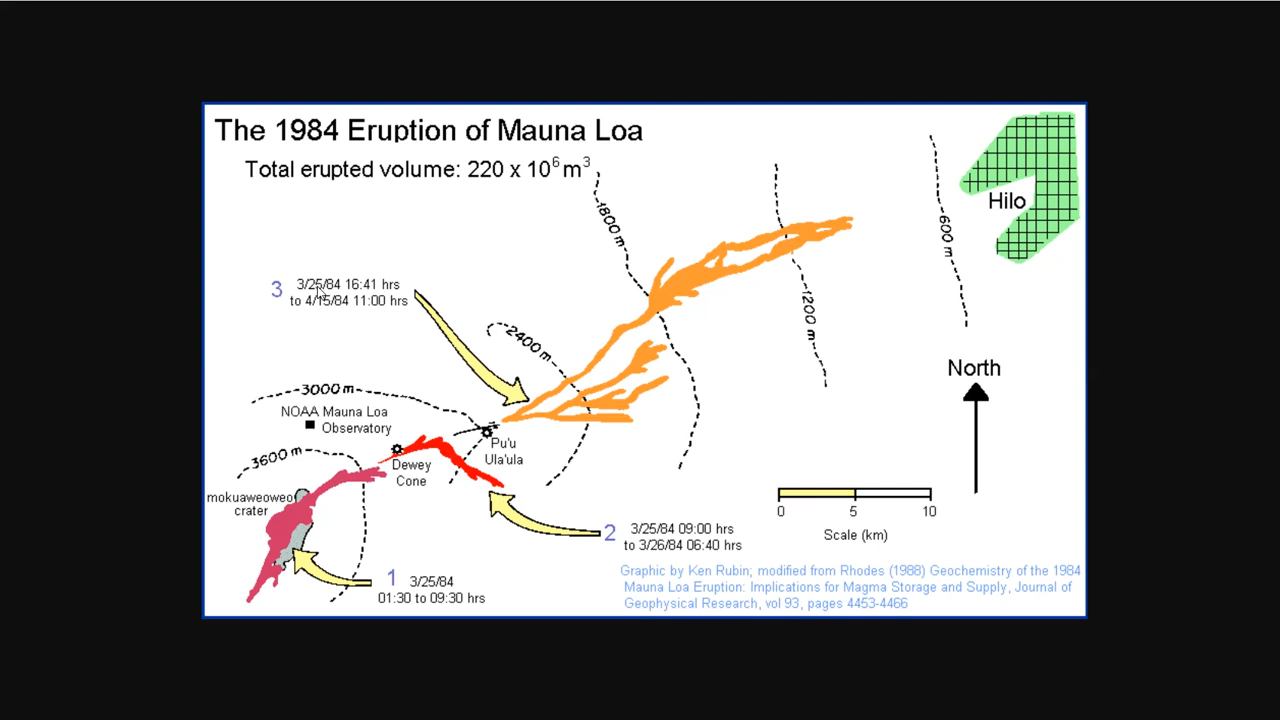 The 1984 Eruption of Mauna Loa
Total erupted volume: 220 x 10⁶ m³
1800 m
600 m
Hilo
1200 m
3
3/25/84 16:41 hrs
to 4/15/84 11:00 hrs
2400 m
North
3000 m
NOAA Mauna Loa
Observatory
Pu'u
Ula'ula
3600 m
Dewey
Cone
mokuaweoweo
crater
0 5 10
Scale (km)
2
3/25/84 09:00 hrs
to 3/26/84 06:40 hrs
1
3/25/84
01:30 to 09:30 hrs
Graphic by Ken Rubin; modified from Rhodes (1988) Geochemistry of the 1984
Mauna Loa Eruption: Implications for Magma Storage and Supply, Journal of
Geophysical Research, vol 93, pages 4453-4466